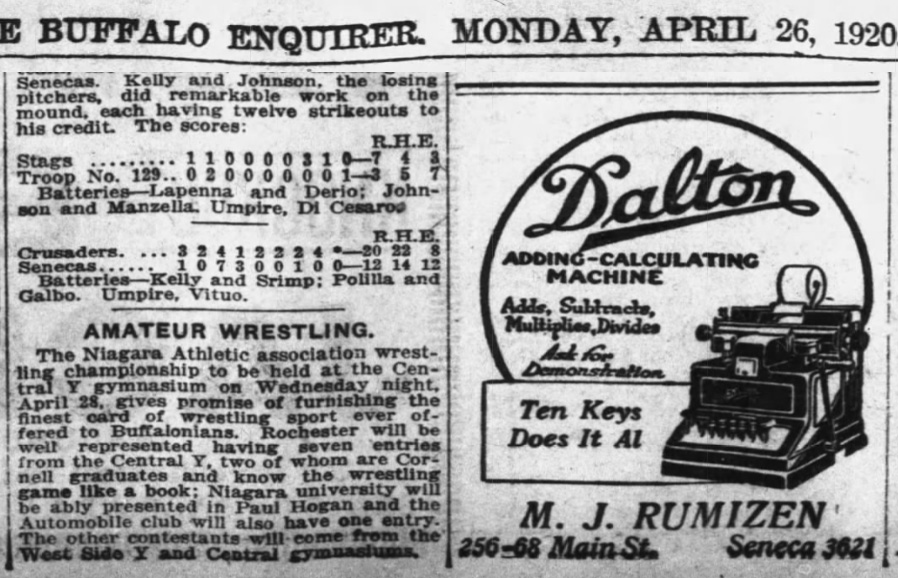 E BUFFALO ENQUIRER. MONDAY, APRIL 26, 1920.
Senecas. Kelly and Johnson, the losing
pitchers, did remarkable work on the
mound, each having twelve strikeouts to
his credit. The scores:
R.H.E.
Stags ......... 1 1 0 0 0 0 3 1 0—7 4 3
Troop No. 129.. 0 2 0 0 0 0 0 0 1—3 5 7
Batteries—Lapenna and Derio; John-
son and Manzella. Umpire, Di Cesaro.
R.H.E.
Crusaders. ... 3 2 4 1 2 2 2 4 *—20 22 8
Senecas...... 1 0 7 3 0 0 1 0 0—12 14 12
Batteries—Kelly and Srimp; Polilla and
Galbo. Umpire, Vituo.
AMATEUR WRESTLING.
The Niagara Athletic association wrest-
ling championship to be held at the Cen-
tral Y gymnasium on Wednesday night,
April 28, gives promise of furnishing the
finest card of wrestling sport ever of-
fered to Buffalonians. Rochester will be
well represented having seven entries
from the Central Y, two of whom are Cor-
nell graduates and know the wrestling
game like a book; Niagara university will
be ably presented in Paul Hogan and the
Automobile club will also have one entry.
The other contestants will come from the
West Side Y and Central gymnasiums.
Dalton
ADDING-CALCULATING
MACHINE
Adds, Subtracts,
Multiplies, Divides
Ask for
Demonstration
Ten Keys
Does It Al
M. J. RUMIZEN
256-68 Main St. Seneca 3621